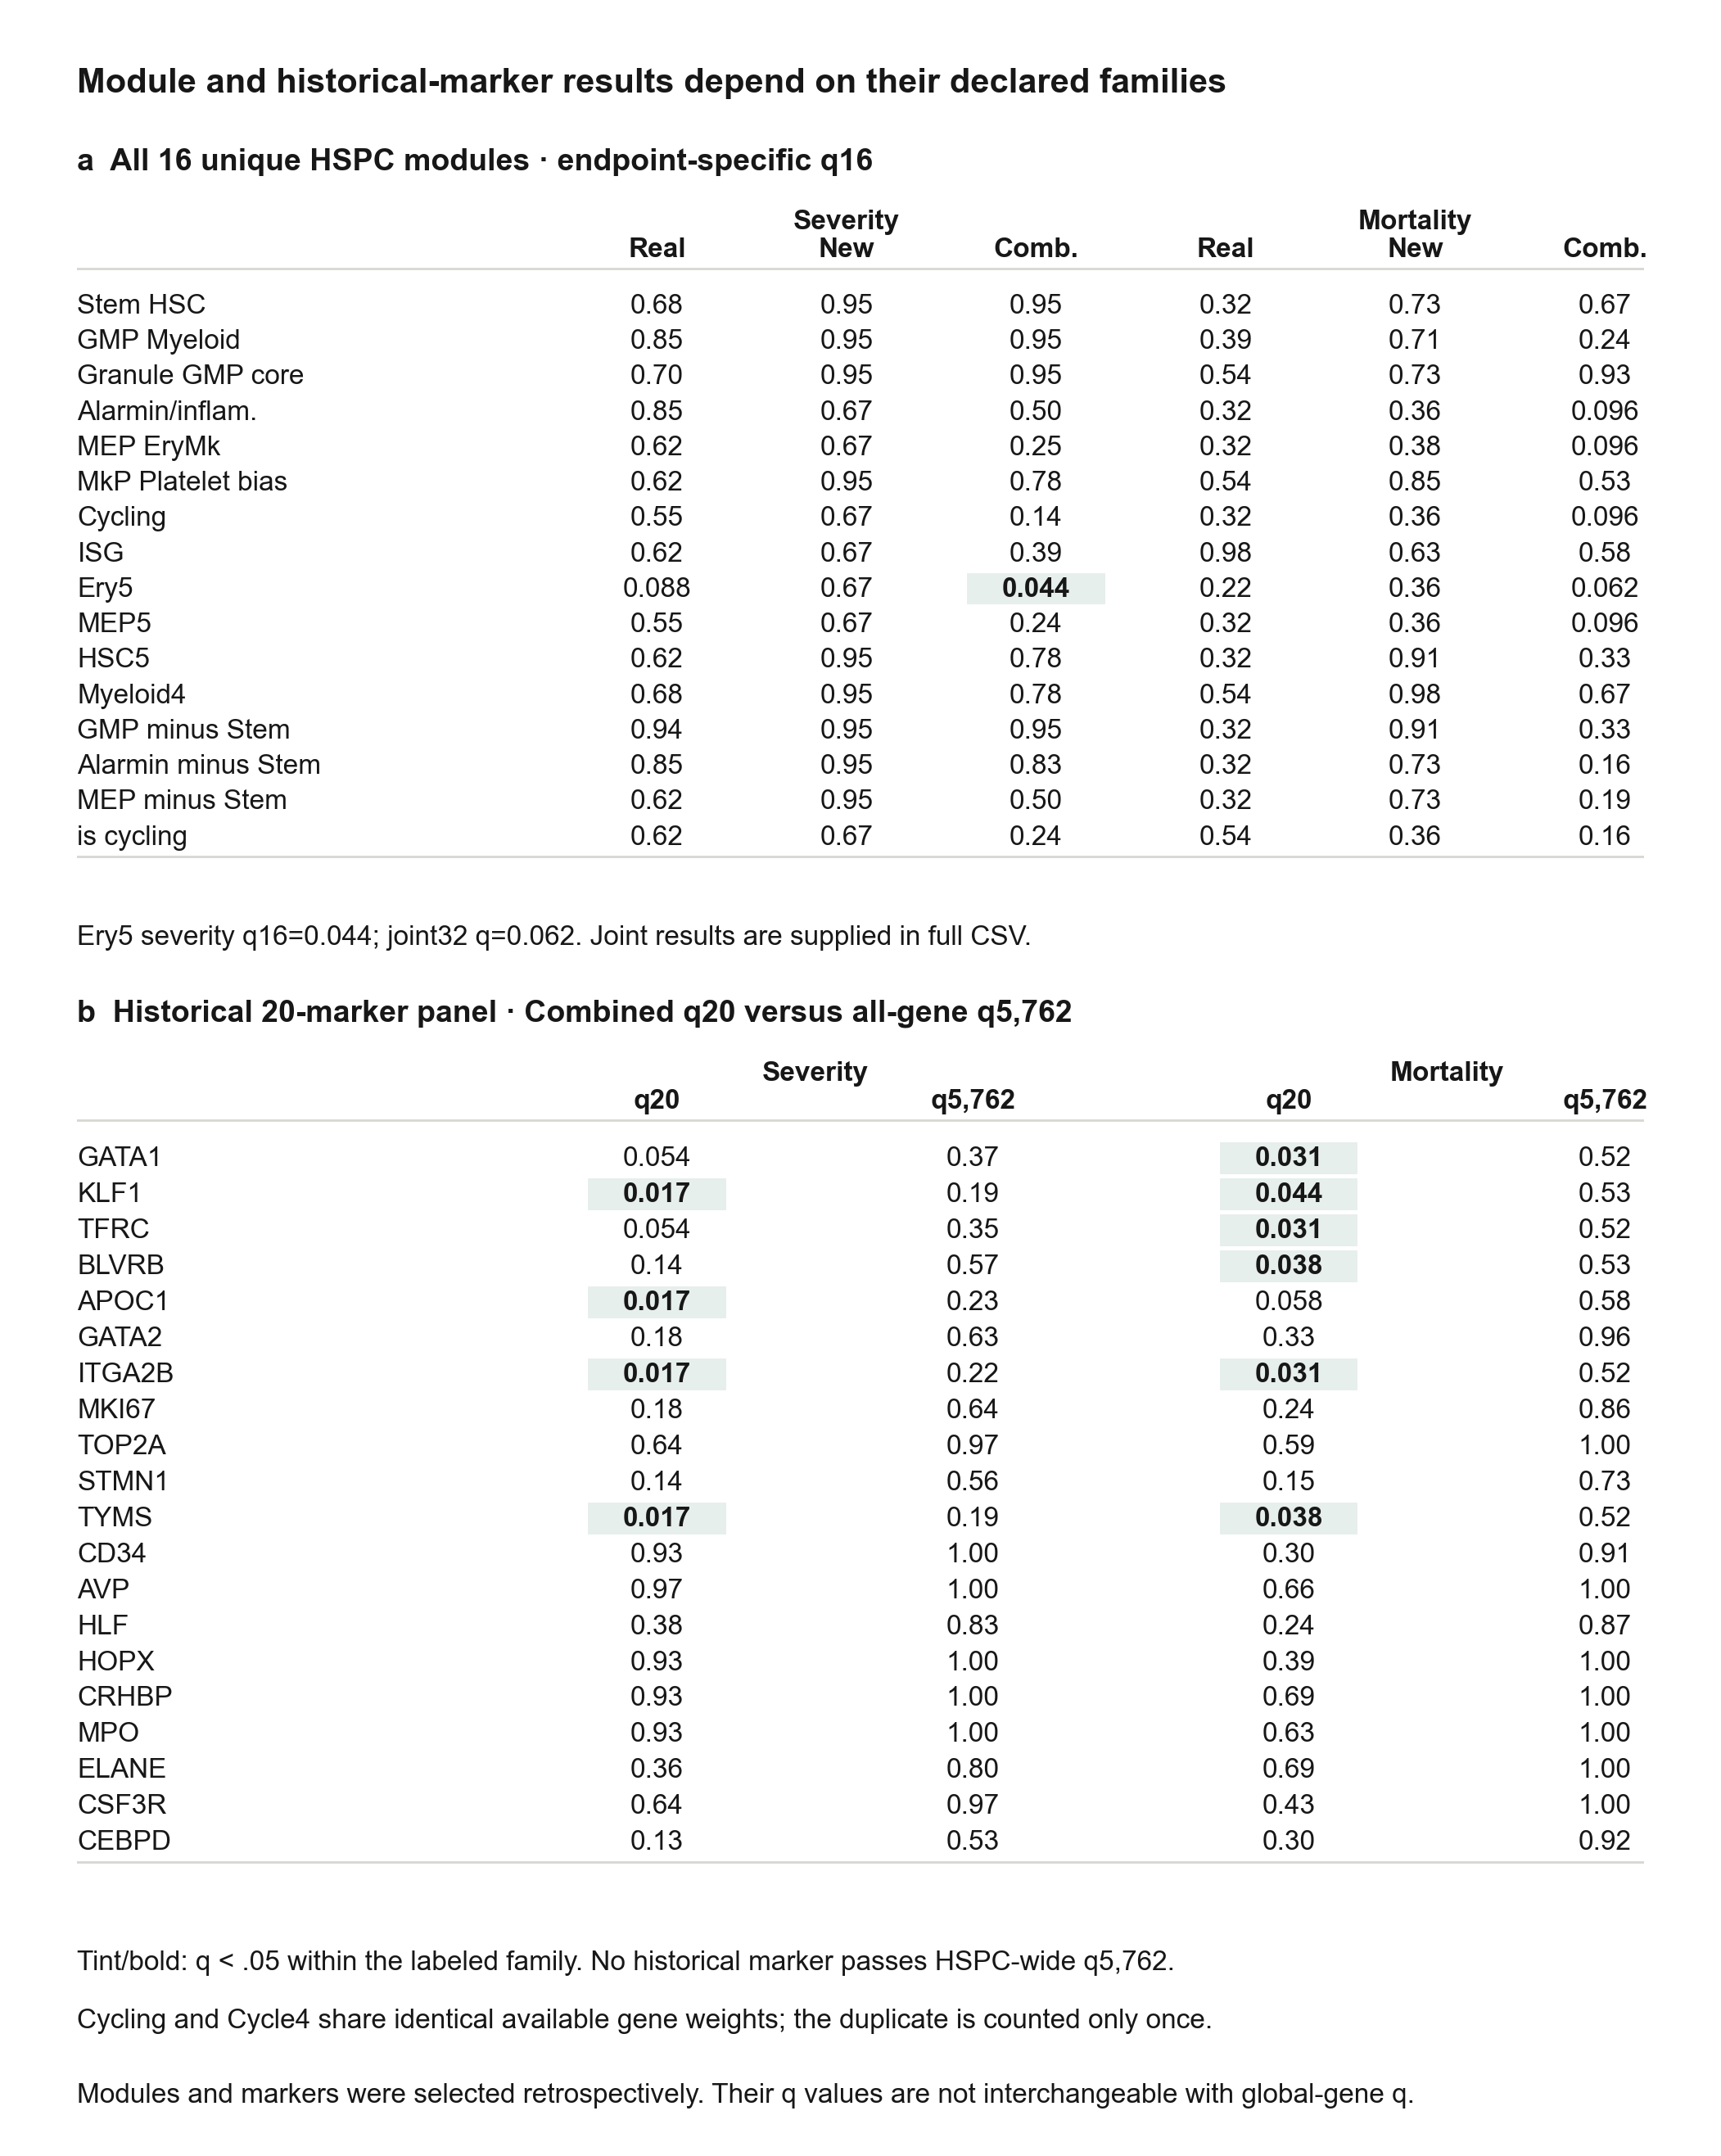 Module and historical-marker results depend on their declared families
a All 16 unique HSPC modules · endpoint-specific q16
Severity Mortality
Real New Comb. Real New Comb.
Stem HSC 0.68 0.95 0.95 0.32 0.73 0.67
GMP Myeloid 0.85 0.95 0.95 0.39 0.71 0.24
Granule GMP core 0.70 0.95 0.95 0.54 0.73 0.93
Alarmin/inflam. 0.85 0.67 0.50 0.32 0.36 0.096
MEP EryMk 0.62 0.67 0.25 0.32 0.38 0.096
MkP Platelet bias 0.62 0.95 0.78 0.54 0.85 0.53
Cycling 0.55 0.67 0.14 0.32 0.36 0.096
ISG 0.62 0.67 0.39 0.98 0.63 0.58
Ery5 0.088 0.67 0.044 0.22 0.36 0.062
MEP5 0.55 0.67 0.24 0.32 0.36 0.096
HSC5 0.62 0.95 0.78 0.32 0.91 0.33
Myeloid4 0.68 0.95 0.78 0.54 0.98 0.67
GMP minus Stem 0.94 0.95 0.95 0.32 0.91 0.33
Alarmin minus Stem 0.85 0.95 0.83 0.32 0.73 0.16
MEP minus Stem 0.62 0.95 0.50 0.32 0.73 0.19
is cycling 0.62 0.67 0.24 0.54 0.36 0.16
Ery5 severity q16=0.044; joint32 q=0.062. Joint results are supplied in full CSV.
b Historical 20-marker panel · Combined q20 versus all-gene q5,762
Severity Mortality
q20 q5,762 q20 q5,762
GATA1 0.054 0.37 0.031 0.52
KLF1 0.017 0.19 0.044 0.53
TFRC 0.054 0.35 0.031 0.52
BLVRB 0.14 0.57 0.038 0.53
APOC1 0.017 0.23 0.058 0.58
GATA2 0.18 0.63 0.33 0.96
ITGA2B 0.017 0.22 0.031 0.52
MKI67 0.18 0.64 0.24 0.86
TOP2A 0.64 0.97 0.59 1.00
STMN1 0.14 0.56 0.15 0.73
TYMS 0.017 0.19 0.038 0.52
CD34 0.93 1.00 0.30 0.91
AVP 0.97 1.00 0.66 1.00
HLF 0.38 0.83 0.24 0.87
HOPX 0.93 1.00 0.39 1.00
CRHBP 0.93 1.00 0.69 1.00
MPO 0.93 1.00 0.63 1.00
ELANE 0.36 0.80 0.69 1.00
CSF3R 0.64 0.97 0.43 1.00
CEBPD 0.13 0.53 0.30 0.92
Tint/bold: q < .05 within the labeled family. No historical marker passes HSPC-wide q5,762.
Cycling and Cycle4 share identical available gene weights; the duplicate is counted only once.
Modules and markers were selected retrospectively. Their q values are not interchangeable with global-gene q.